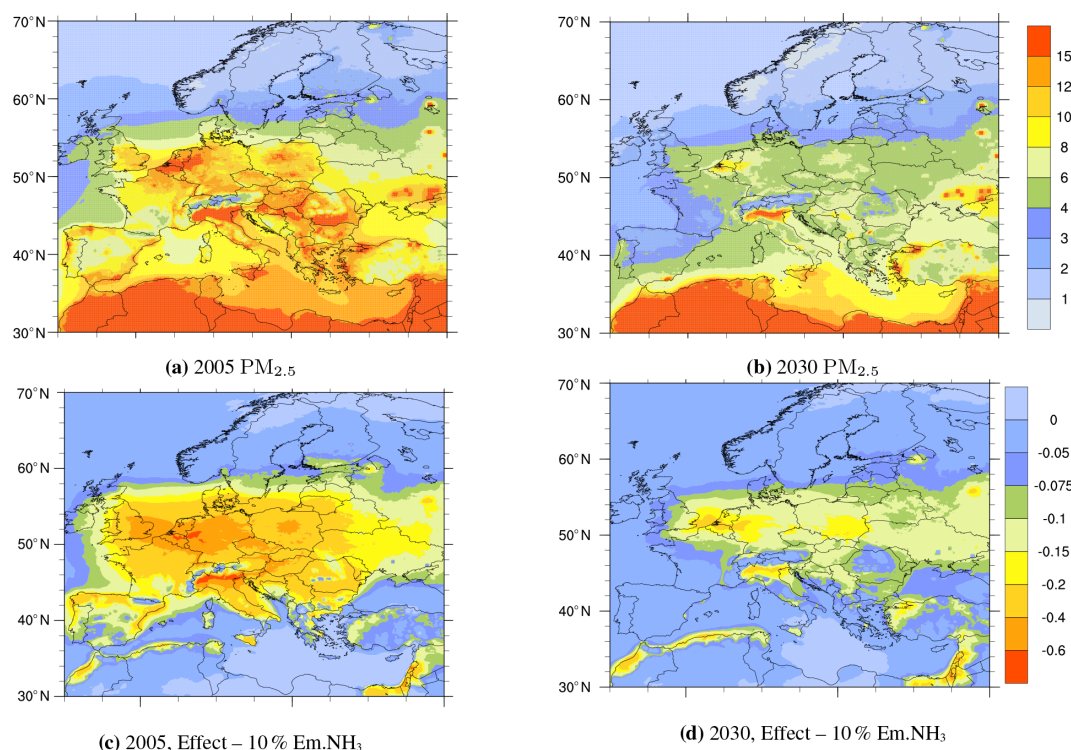 70°N
60°N
50°N
40°N
30°N
(a) 2005 PM₂.₅
70°N
60°N
50°N
40°N
30°N
(b) 2030 PM₂.₅
15
12
10
8
6
4
3
2
1
70°N
60°N
50°N
40°N
30°N
(c) 2005, Effect – 10 % Em.NH₃
70°N
60°N
50°N
40°N
30°N
(d) 2030, Effect – 10 % Em.NH₃
0
-0.05
-0.075
-0.1
-0.15
-0.2
-0.4
-0.6